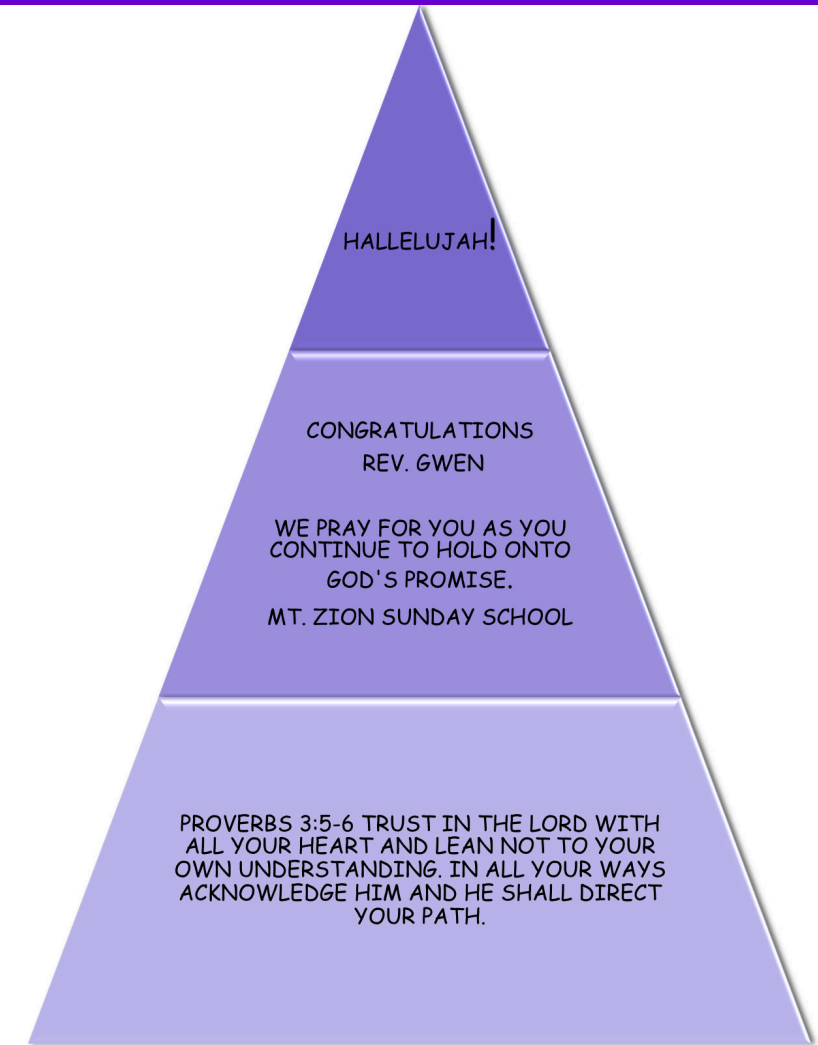 HALLELUJAH!
CONGRATULATIONS
REV. GWEN
WE PRAY FOR YOU AS YOU
CONTINUE TO HOLD ONTO
GOD'S PROMISE.
MT. ZION SUNDAY SCHOOL
PROVERBS 3:5-6 TRUST IN THE LORD WITH
ALL YOUR HEART AND LEAN NOT TO YOUR
OWN UNDERSTANDING. IN ALL YOUR WAYS
ACKNOWLEDGE HIM AND HE SHALL DIRECT
YOUR PATH.